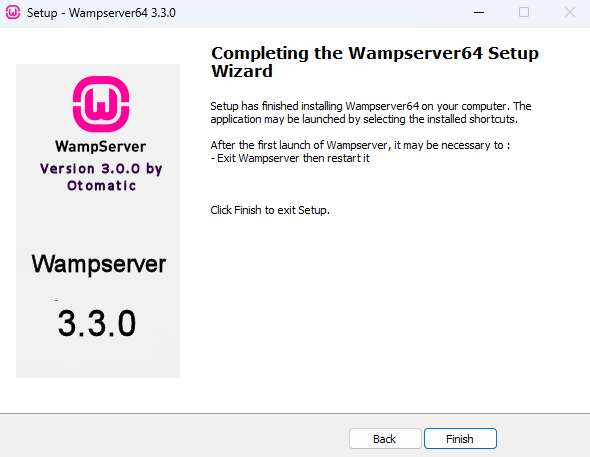 Setup - Wampserver64 3.3.0
Completing the Wampserver64 Setup
Wizard
Setup has finished installing Wampserver64 on your computer. The
application may be launched by selecting the installed shortcuts.
After the first launch of Wampserver, it may be necessary to :
- Exit Wampserver then restart it
Click Finish to exit Setup.
WampServer
Version 3.0.0 by
Otomatic
Wampserver
3.3.0
Back
Finish